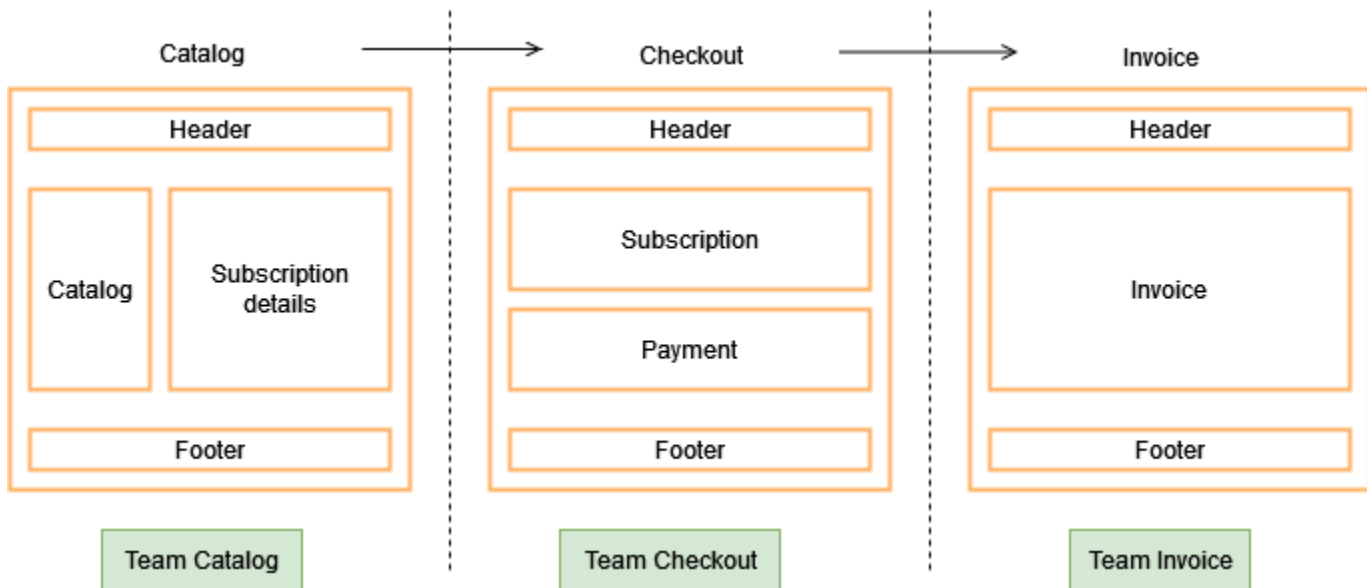 Catalog
Checkout
Invoice
Header
Header
Header
Catalog
Subscription
details
Subscription
Payment
Invoice
Footer
Footer
Footer
Team Catalog
Team Checkout
Team Invoice